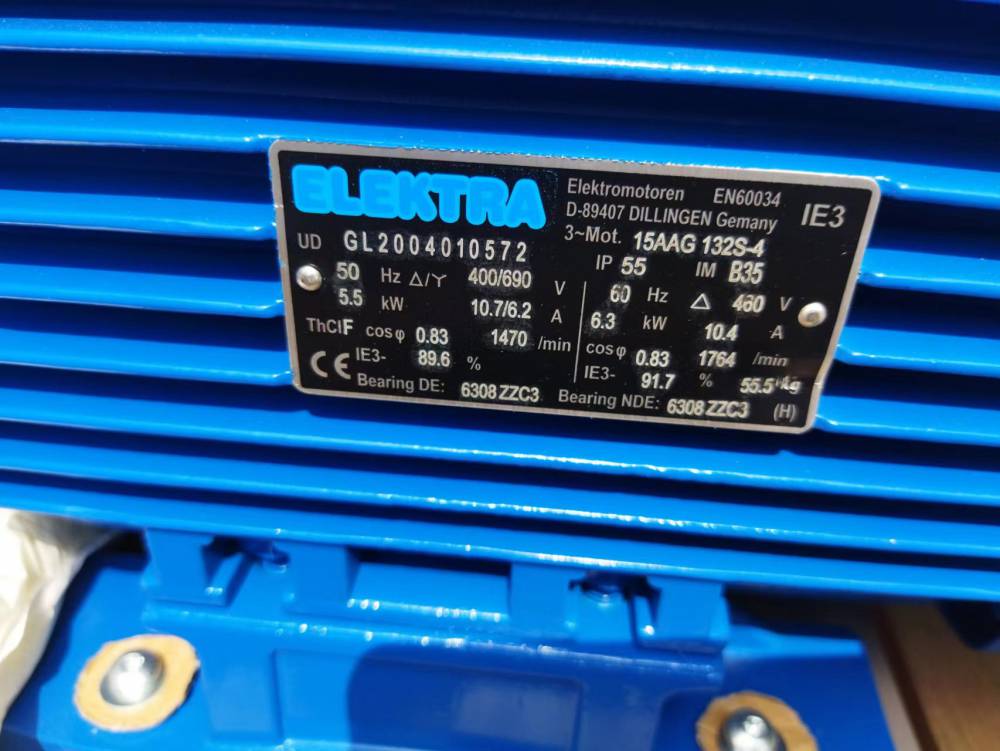 ELEKTRA
Elektromotoren EN60034
D-89407 DILLINGEN Gemany IE3
3~Mot. 15AAG 132S-4
UD GL2004010572 IP 55 IM B35
50 Hz Δ/Y 400/690 V 60 Hz Δ 460 V
5.5 kW 10.7/6.2 A 6.3 kW 10.4 A
ThClF cosφ 0.83 1470 /min cosφ 0.83 1764 /min
CE IE3- 89.6 % IE3- 91.7 % 55.5 kg
Bearing DE: 6308 ZZC3 Bearing NDE: 6308 ZZC3 (H)